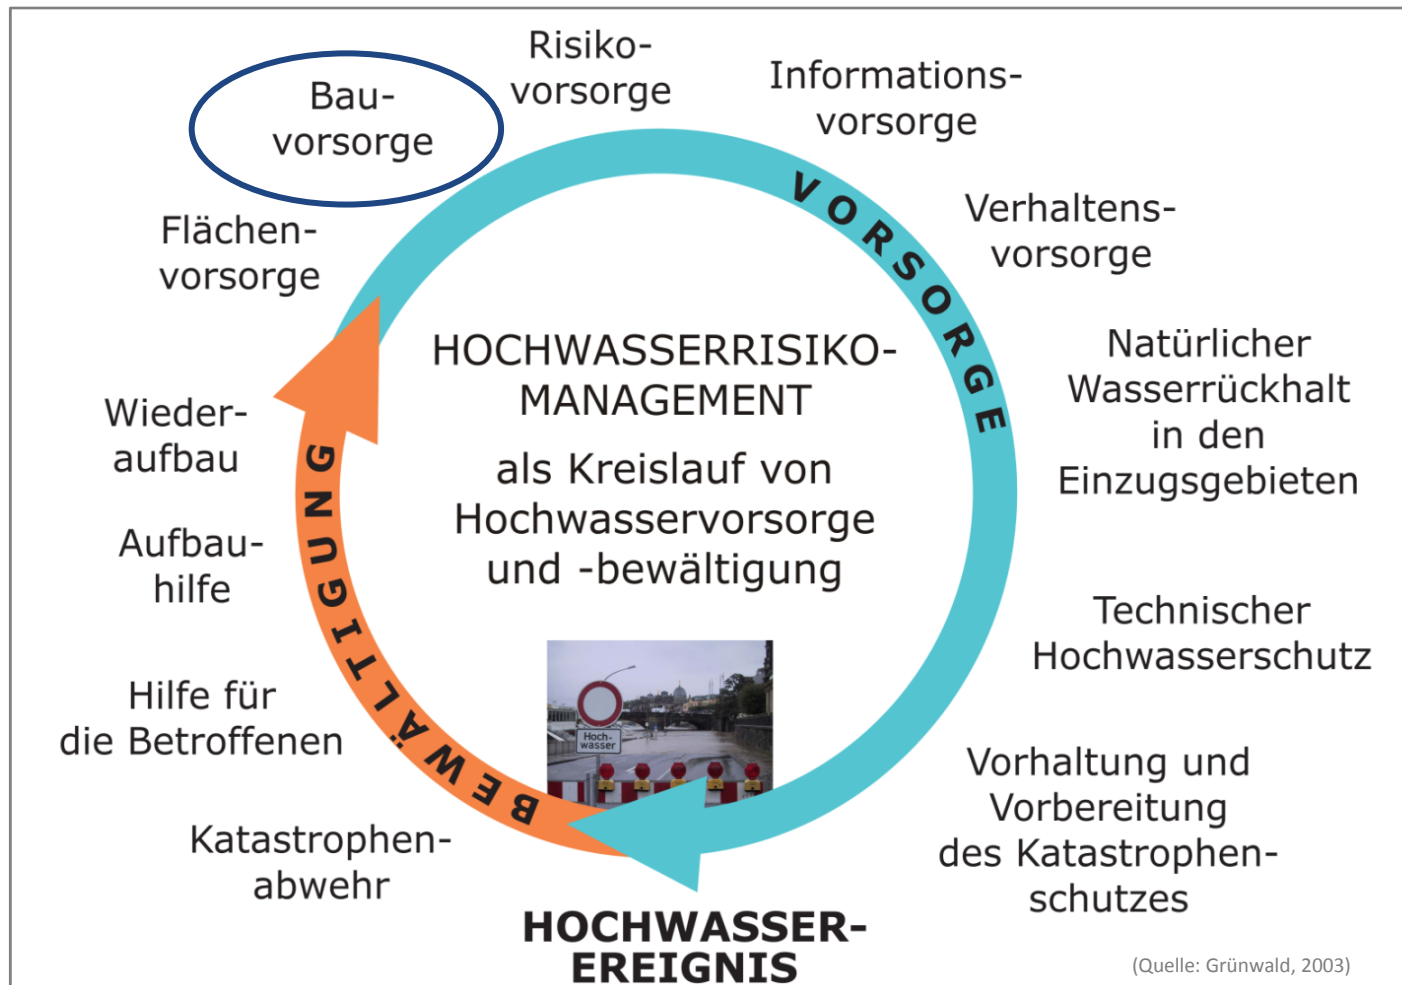 Risiko-
vorsorge
Informations-
vorsorge
Bau-
vorsorge
Verhaltens-
vorsorge
Flächen-
vorsorge
VORSORGE
Natürlicher
Wasserrückhalt
in den
Einzugsgebieten
HOCHWASSERRISIKO-
MANAGEMENT
als Kreislauf von
Hochwasservorsorge
und -bewältigung
Wieder-
aufbau
Aufbau-
hilfe
BEWÄLTIGUNG
Technischer
Hochwasserschutz
Hilfe für
die Betroffenen
Hoch-
wasser
Vorhaltung und
Vorbereitung
des Katastrophen-
schutzes
Katastrophen-
abwehr
HOCHWASSER-
EREIGNIS
(Quelle: Grünwald, 2003)